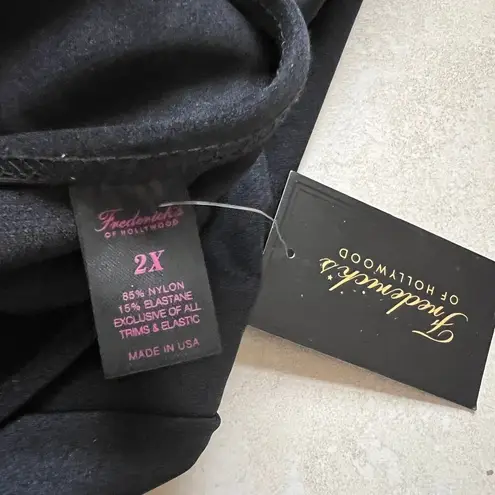 Frederick's
OF HOLLYWOOD
2X
85% NYLON
15% ELASTANE
EXCLUSIVE OF ALL
TRIMS & ELASTIC
MADE IN USA
Frederick's
OF HOLLYWOOD